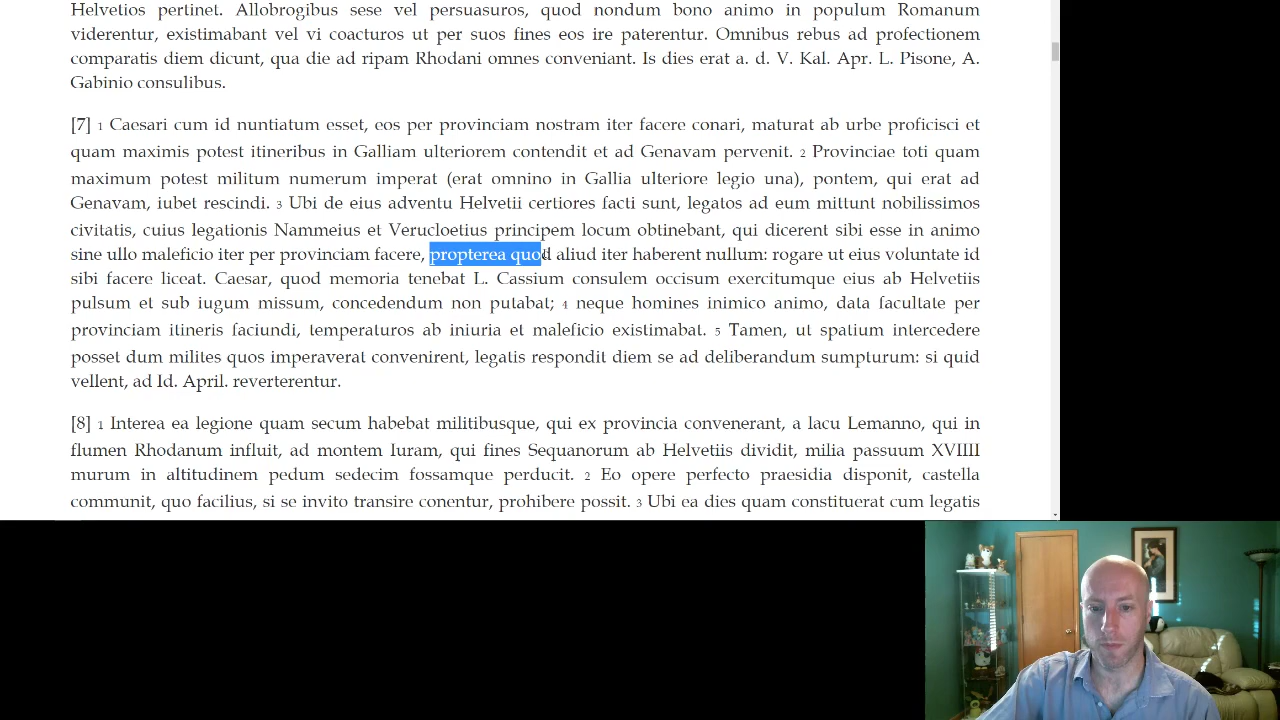 Helvetios pertinet. Allobrogibus sese vel persuasuros, quod nondum bono animo in populum Romanum
viderentur, existimabant vel vi coacturos ut per suos fines eos ire paterentur. Omnibus rebus ad profectionem
comparatis diem dicunt, qua die ad ripam Rhodani omnes conveniant. Is dies erat a. d. V. Kal. Apr. L. Pisone, A.
Gabinio consulibus.
[7] 1 Caesari cum id nuntiatum esset, eos per provinciam nostram iter facere conari, maturat ab urbe proficisci et
quam maximis potest itineribus in Galliam ulteriorem contendit et ad Genavam pervenit. 2 Provinciae toti quam
maximum potest militum numerum imperat (erat omnino in Gallia ulteriore legio una), pontem, qui erat ad
Genavam, iubet rescindi. 3 Ubi de eius adventu Helvetii certiores facti sunt, legatos ad eum mittunt nobilissimos
civitatis, cuius legationis Nammeius et Verucloetius principem locum obtinebant, qui dicerent sibi esse in animo
sine ullo maleficio iter per provinciam facere, propterea quod aliud iter haberent nullum: rogare ut eius voluntate id
sibi facere liceat. Caesar, quod memoria tenebat L. Cassium consulem occisum exercitumque eius ab Helvetiis
pulsum et sub iugum missum, concedendum non putabat; 4 neque homines inimico animo, data facultate per
provinciam itineris faciundi, temperaturos ab iniuria et maleficio existimabat. 5 Tamen, ut spatium intercedere
posset dum milites quos imperaverat convenirent, legatis respondit diem se ad deliberandum sumpturum: si quid
vellent, ad Id. April. reverterentur.
[8] 1 Interea ea legione quam secum habebat militibusque, qui ex provincia convenerant, a lacu Lemanno, qui in
flumen Rhodanum influit, ad montem Iuram, qui fines Sequanorum ab Helvetiis dividit, milia passuum XVIIII
murum in altitudinem pedum sedecim fossamque perducit. 2 Eo opere perfecto praesidia disponit, castella
communit, quo facilius, si se invito transire conentur, prohibere possit. 3 Ubi ea dies quam constituerat cum legatis